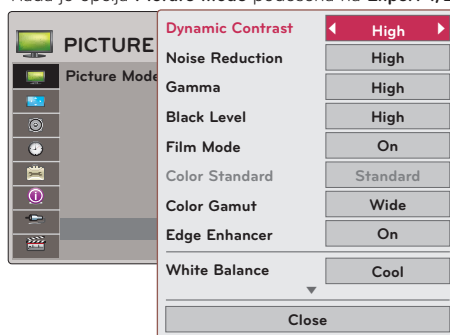 Kada je opcija Picture Mode podešena na Expert 1/2
PICTURE
Picture Mode
Dynamic Contrast High
Noise Reduction High
Gamma High
Black Level High
Film Mode On
Color Standard Standard
Color Gamut Wide
Edge Enhancer On
White Balance Cool
Close